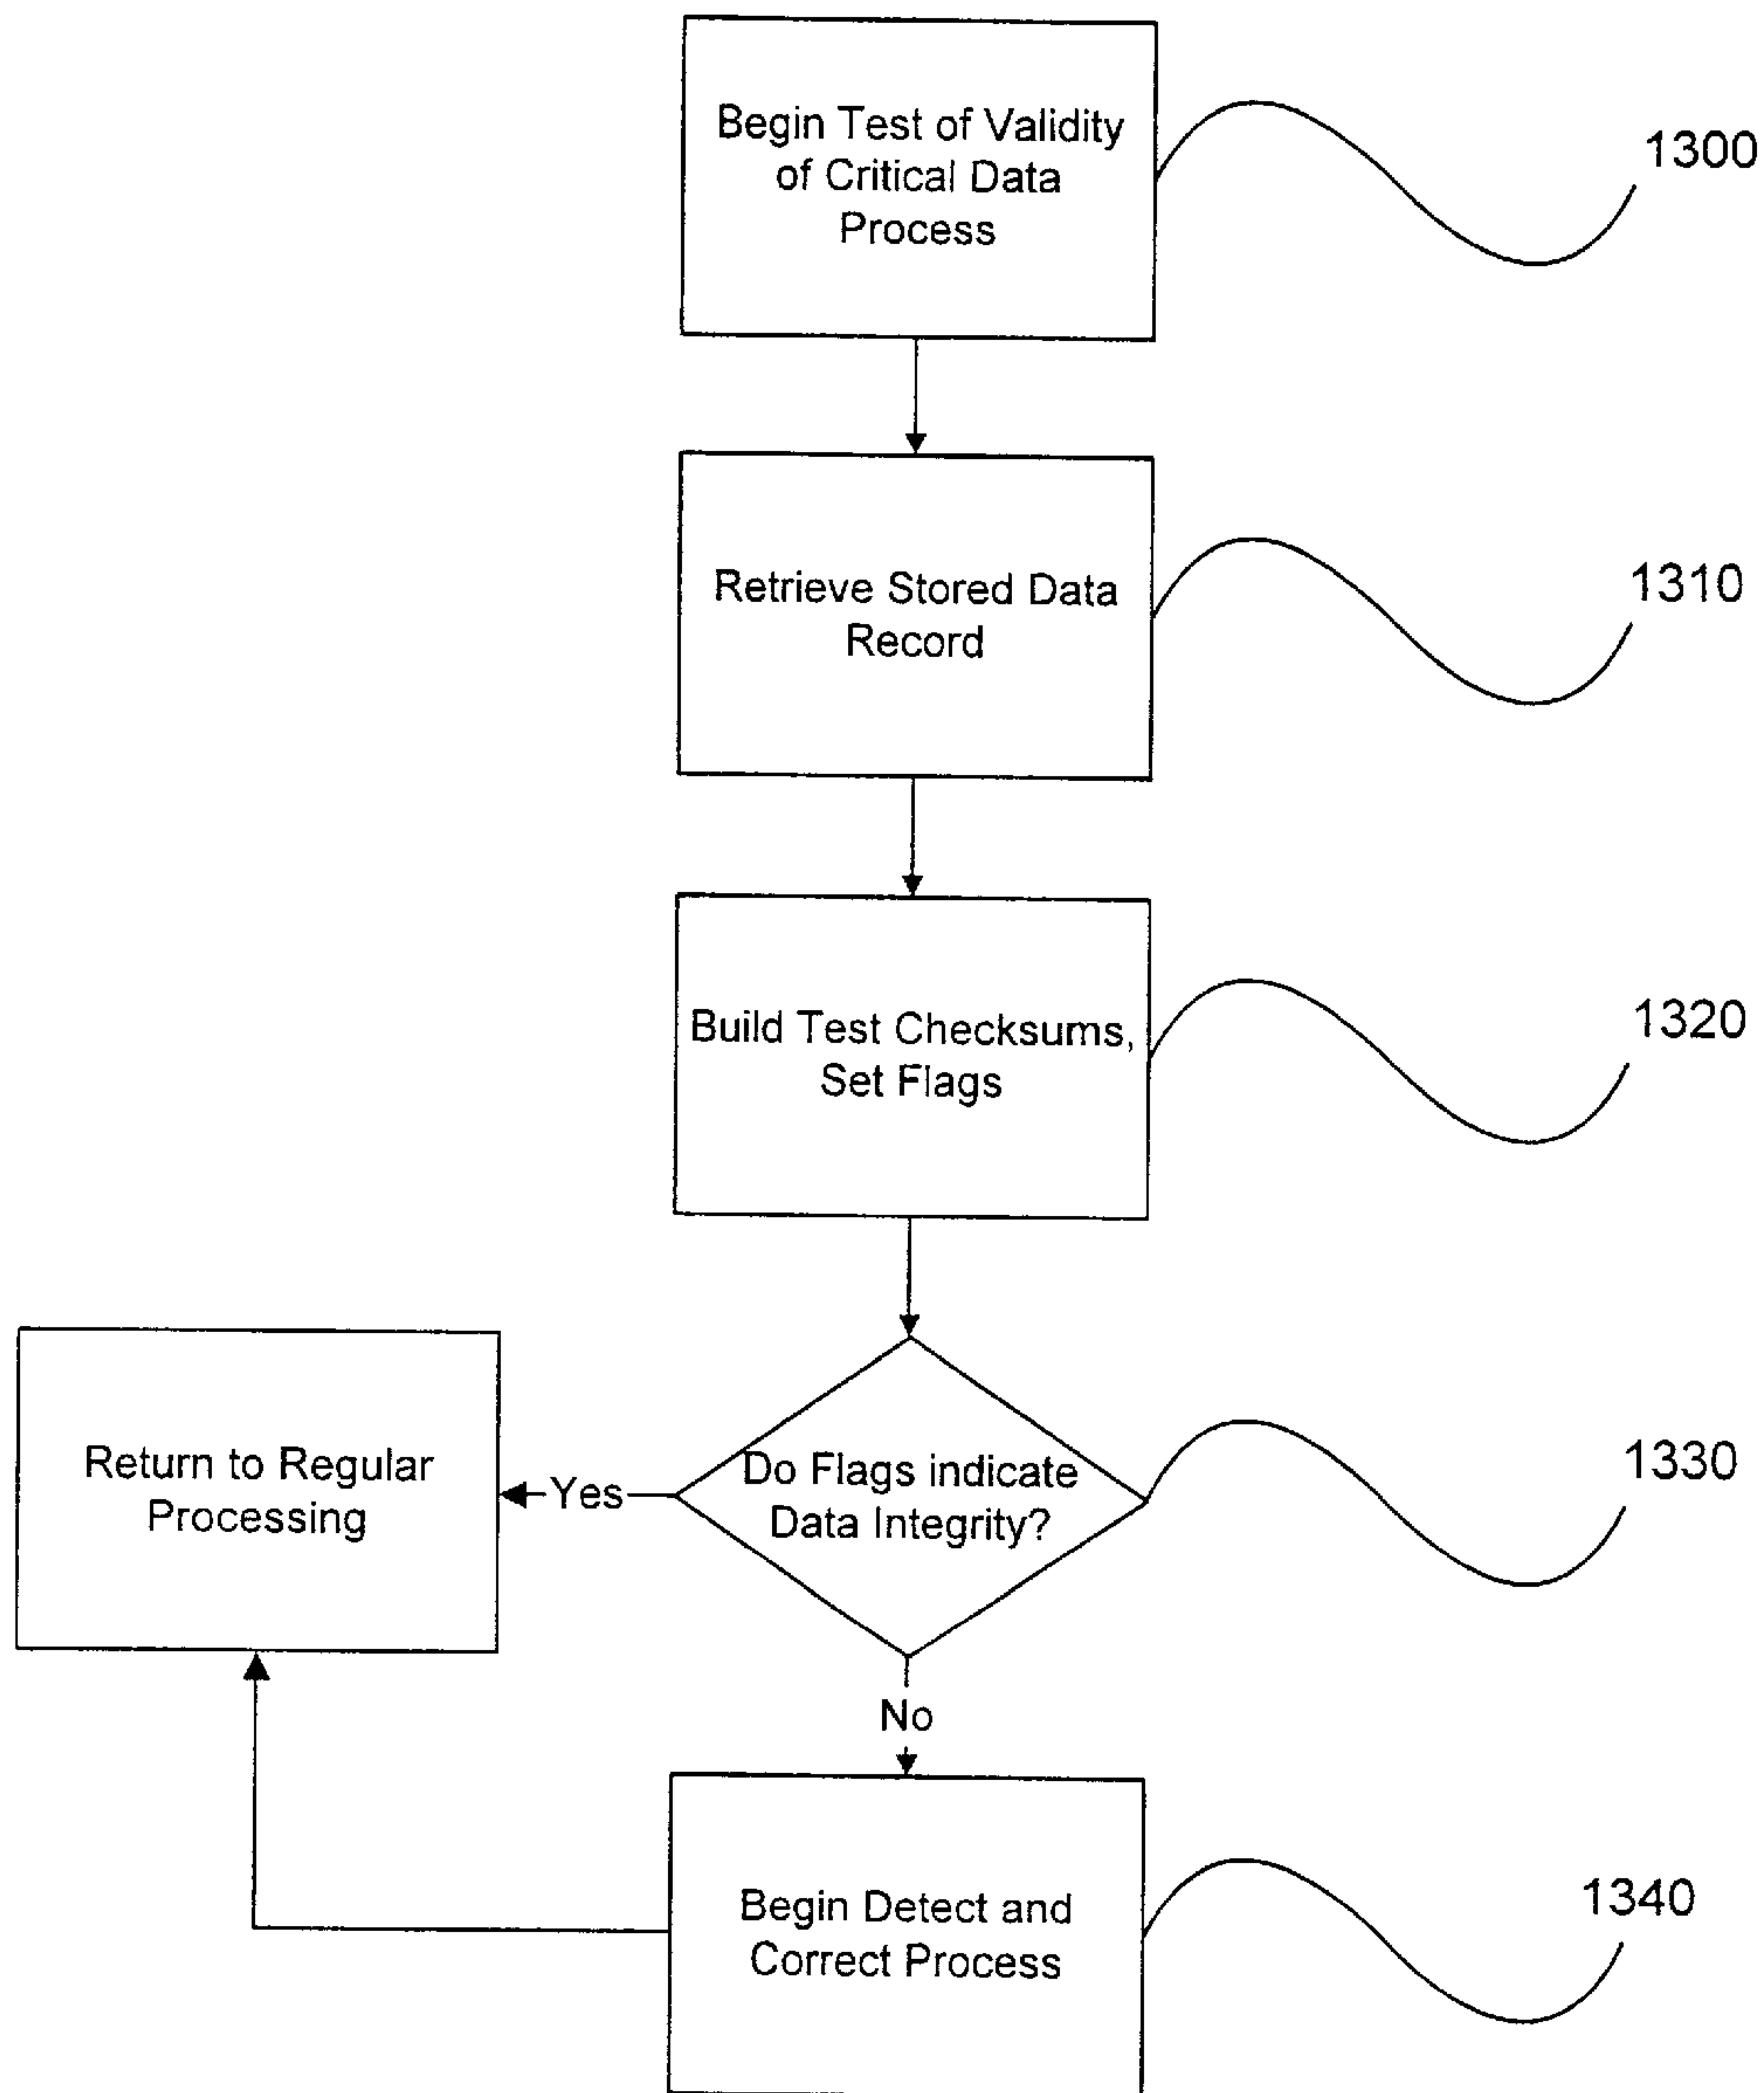 Begin Test of Validity
of Critical Data
Process
1300
Retrieve Stored Data
Record
1310
Build Test Checksums,
Set Flags
1320
Return to Regular
Processing
Yes
Do Flags indicate
Data Integrity?
1330
No
Begin Detect and
Correct Process
1340